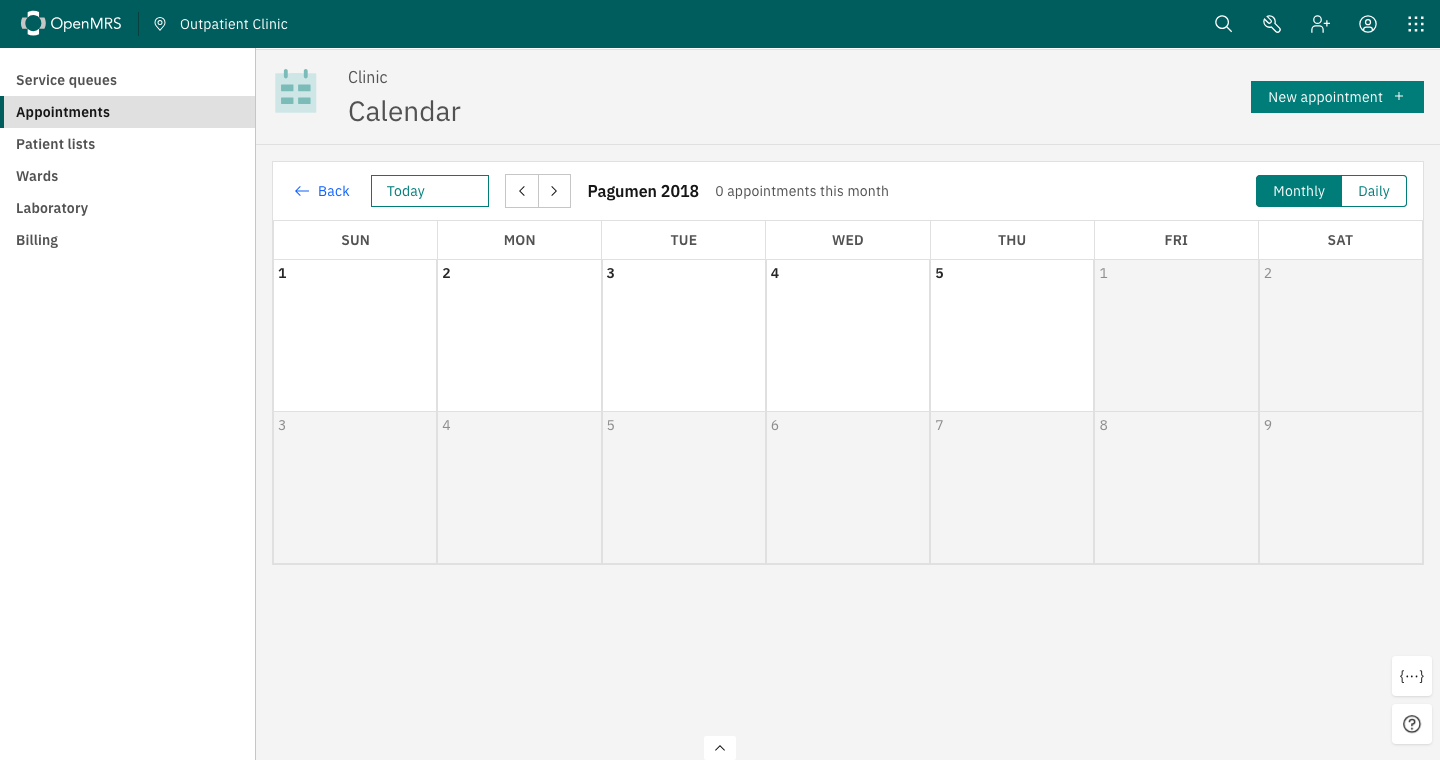 OpenMRS Outpatient Clinic
Service queues
Appointments
Patient lists
Wards
Laboratory
Billing
Clinic
Calendar
New appointment +
Back Today Pagumen 2018 0 appointments this month Monthly Daily
SUN MON TUE WED THU FRI SAT
1 2 3 4 5 1 2
3 4 5 6 7 8 9
{···}
?